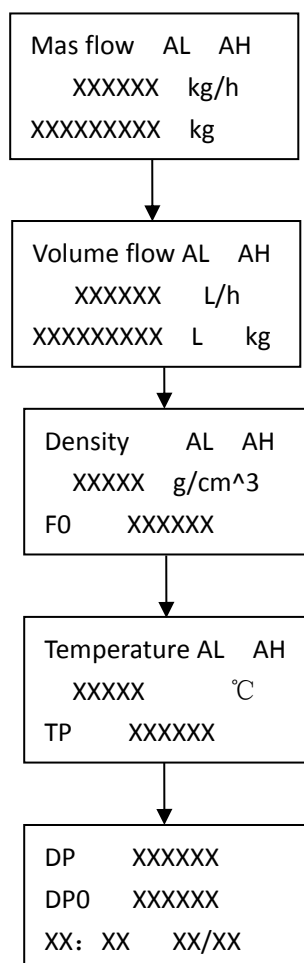 Mas flow AL AH
XXXXXX kg/h
XXXXXXXXX kg
Volume flow AL AH
XXXXXX L/h
XXXXXXXXX L kg
Density AL AH
XXXXX g/cm^3
F0 XXXXXX
Temperature AL AH
XXXXX ℃
TP XXXXXX
DP XXXXXX
DP0 XXXXXX
XX：XX XX/XX